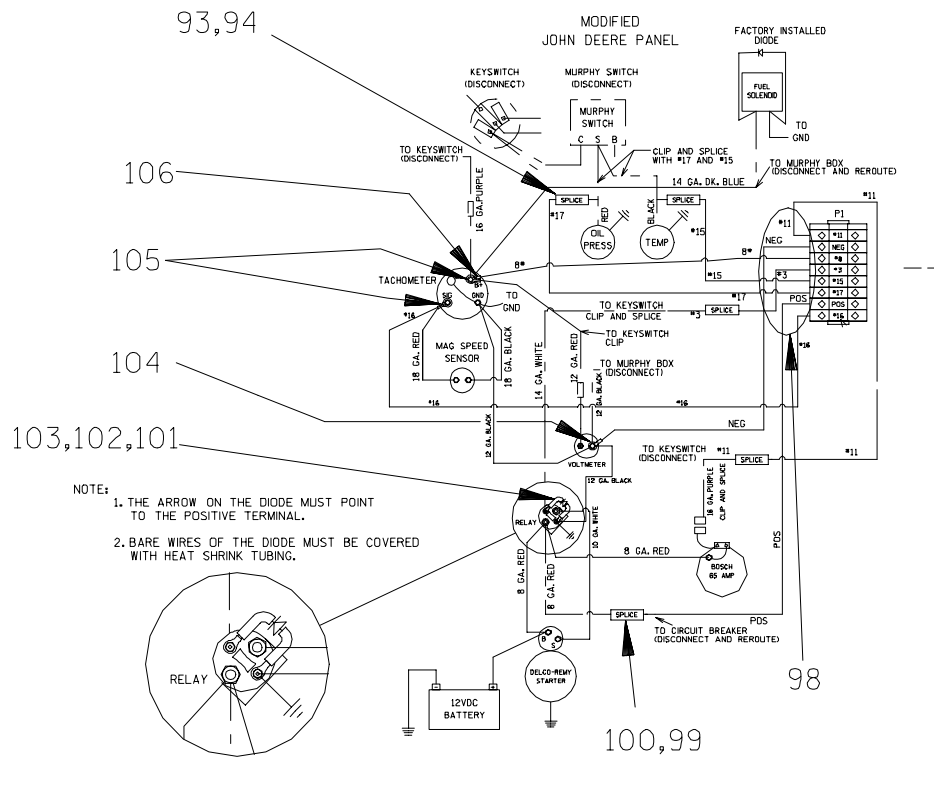 93,94
MODIFIED
JOHN DEERE PANEL
FACTORY INSTALLED
DIODE
KEYSWITCH
(DISCONNECT)
MURPHY SWITCH
(DISCONNECT)
FUEL
SOLENOID
MURPHY
SWITCH
C S B
TO
GND
TO KEYSWITCH
(DISCONNECT)
CLIP AND SPLICE
WITH #17 AND #15
TO MURPHY BOX
(DISCONNECT AND REROUTE)
14 GA. DK. BLUE
106
16 GA. PURPLE
SPLICE
SPLICE
#17
RED
BLACK
#15
OIL
PRESS
TEMP
#11
#11
P1
NEG
#11
NEG
#8
#3
#15
#17
POS
#16
8#
8#
105
TACHOMETER
B+
SIG
GND
TO
GND
#15
#3
#17
POS
TO KEYSWITCH
CLIP AND SPLICE
#3
SPLICE
#16
TO KEYSWITCH
CLIP
#16
MAG SPEED
SENSOR
18 GA. RED
18 GA. BLACK
14 GA. WHITE
12 GA. RED
TO MURPHY BOX
(DISCONNECT)
12 GA. BLACK
104
#16
#16
12 GA. BLACK
NEG
103,102,101
VOLTMETER
TO KEYSWITCH
(DISCONNECT)
#11
SPLICE
#11
12 GA. BLACK
16 GA. PURPLE
CLIP AND SPLICE
NOTE:
1. THE ARROW ON THE DIODE MUST POINT
TO THE POSITIVE TERMINAL.
2. BARE WIRES OF THE DIODE MUST BE COVERED
WITH HEAT SHRINK TUBING.
RELAY
10 GA. WHITE
8 GA. RED
POS
BOSCH
65 AMP
8 GA. RED
8 GA. RED
SPLICE
POS
TO CIRCUIT BREAKER
(DISCONNECT AND REROUTE)
B
S
RELAY
DELCO-REMY
STARTER
98
- +
12VDC
BATTERY
100,99